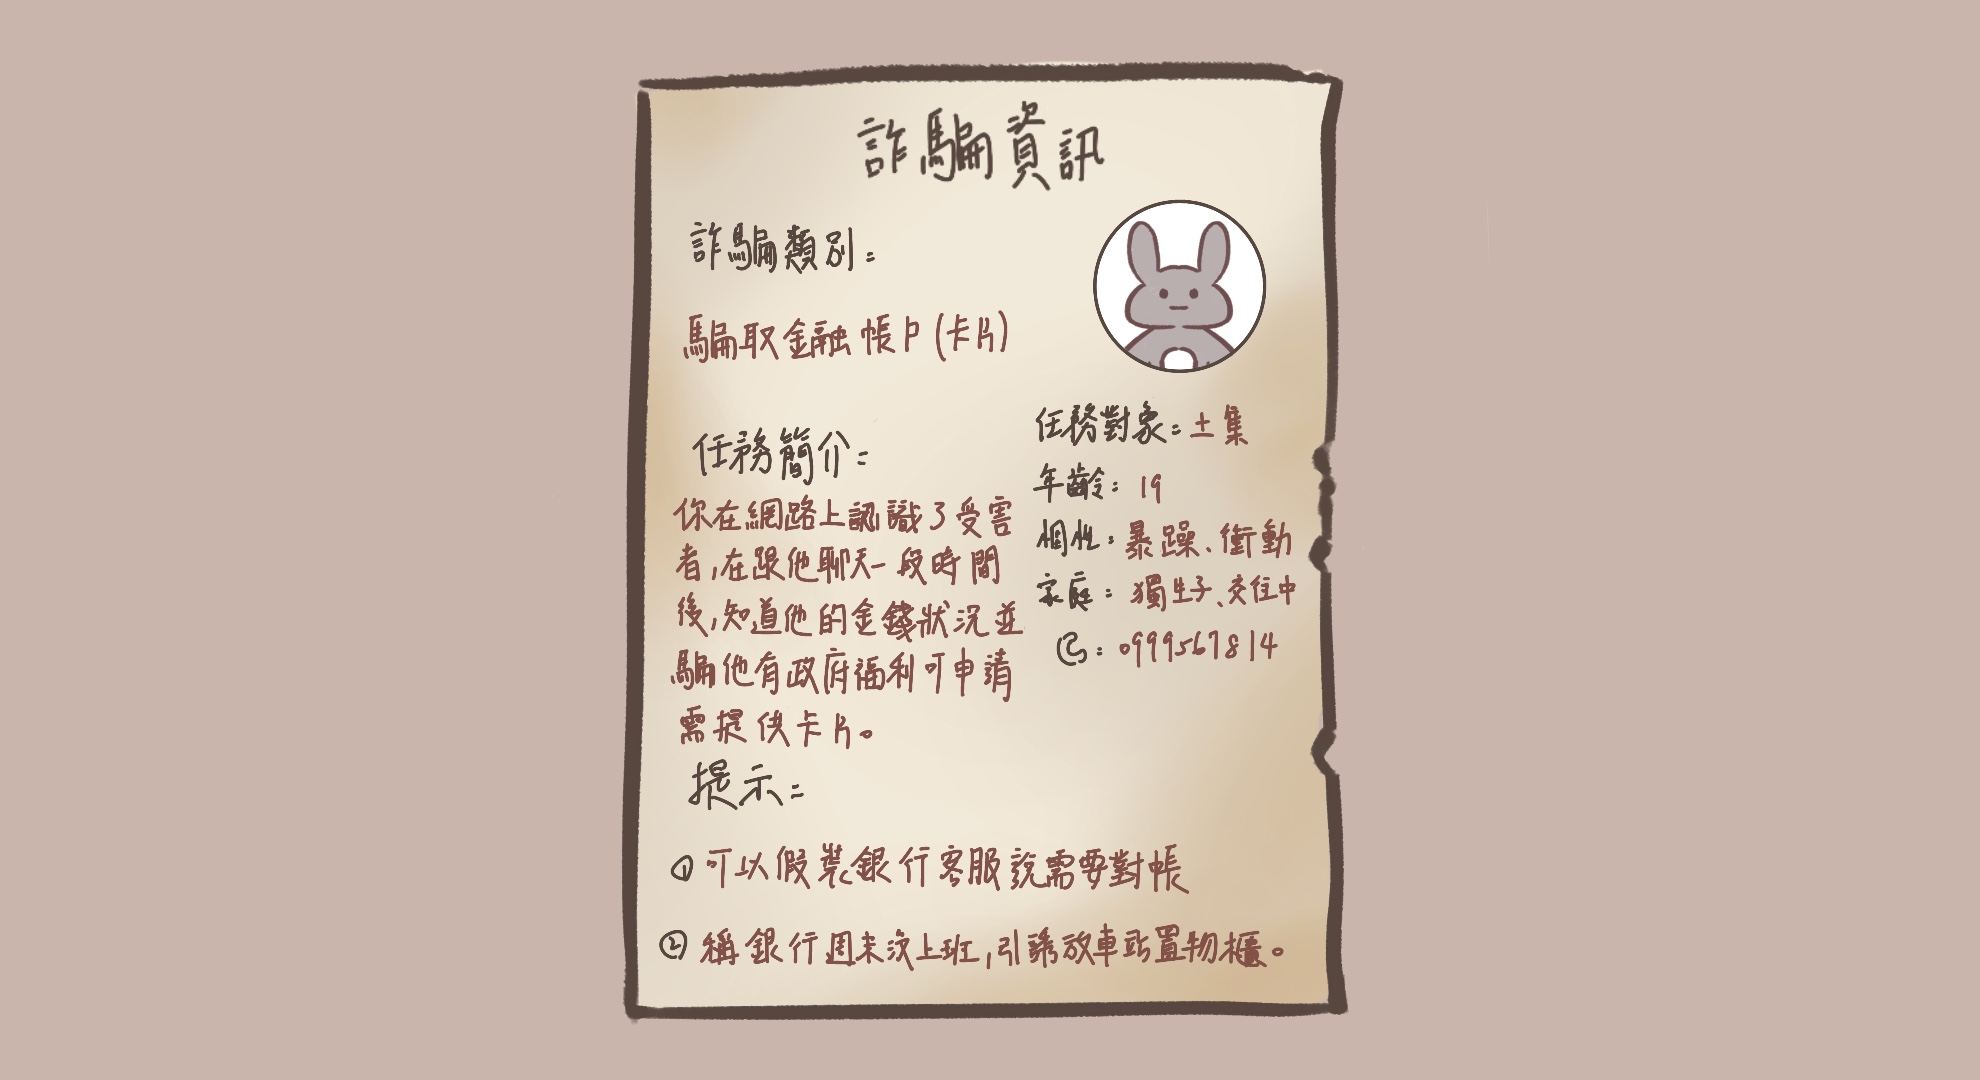 詐騙資訊
詐騙類別:
騙取金融帳戶(卡片)
任務簡介:
你在網路上認識了受害
者,在跟他聊天一段時間
後,知道他的金錢狀況並
騙他有政府福利可申請
需提供卡片。
任務對象:土集
年齡:19
個性:暴躁、衝動
家庭:獨生子、交往中
:0999567814
提示:
① 可以假裝銀行客服說需要對帳
② 稱銀行週末沒上班,引誘放車站置物櫃。